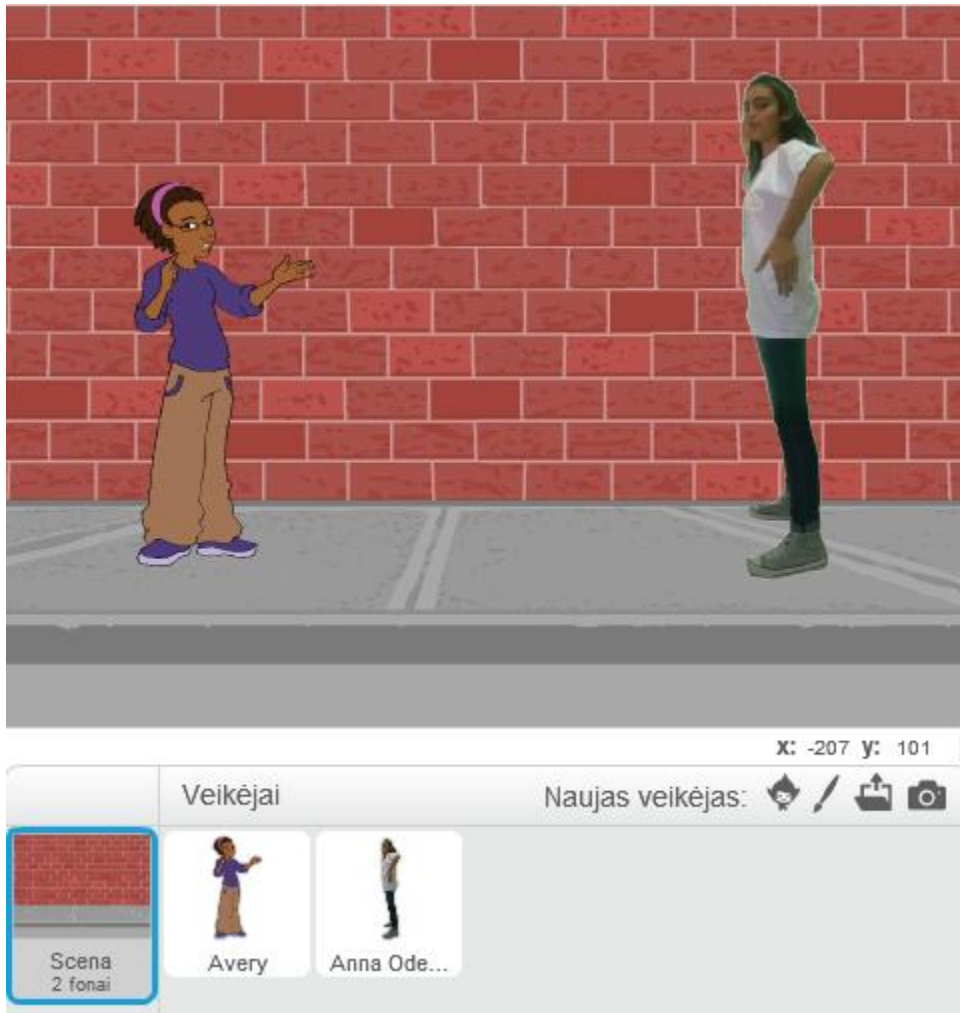 x: -207 y: 101
Veikėjai Naujas veikėjas:
Scena
2 fonai
Avery
Anna Ode...